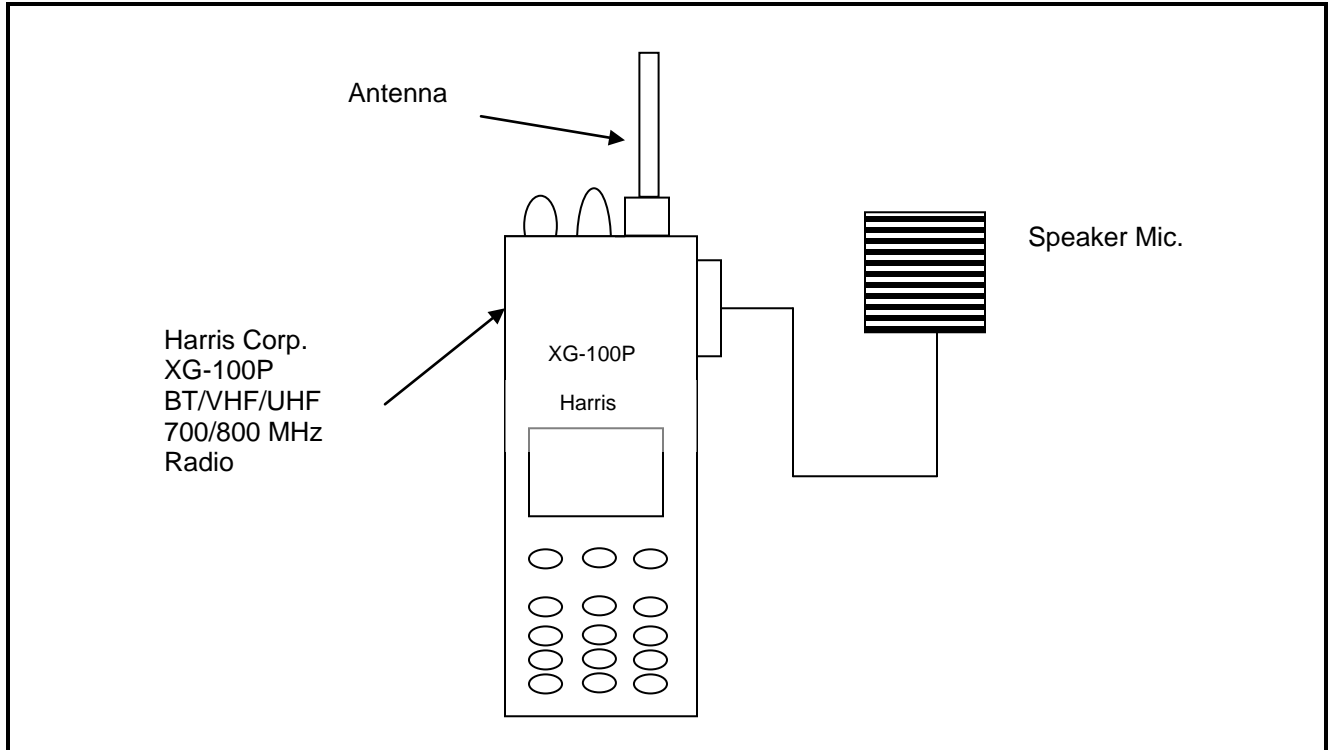 Antenna
Speaker Mic.
Harris Corp.
XG-100P
BT/VHF/UHF
700/800 MHz
Radio
XG-100P
Harris